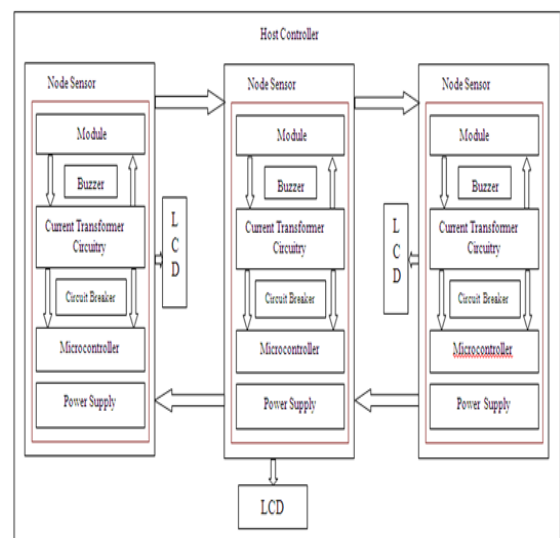 Host Controller
Node Sensor
Module
Buzzer
Current Transformer
Circuitry
Circuit Breaker
Microcontroller
Power Supply
L
C
D
Node Sensor
Module
Buzzer
Current Transformer
Circuitry
Circuit Breaker
Microcontroller
Power Supply
LCD
L
C
D
Node Sensor
Module
Buzzer
Current Transformer
Circuitry
Circuit Breaker
Microcontroller
Power Supply